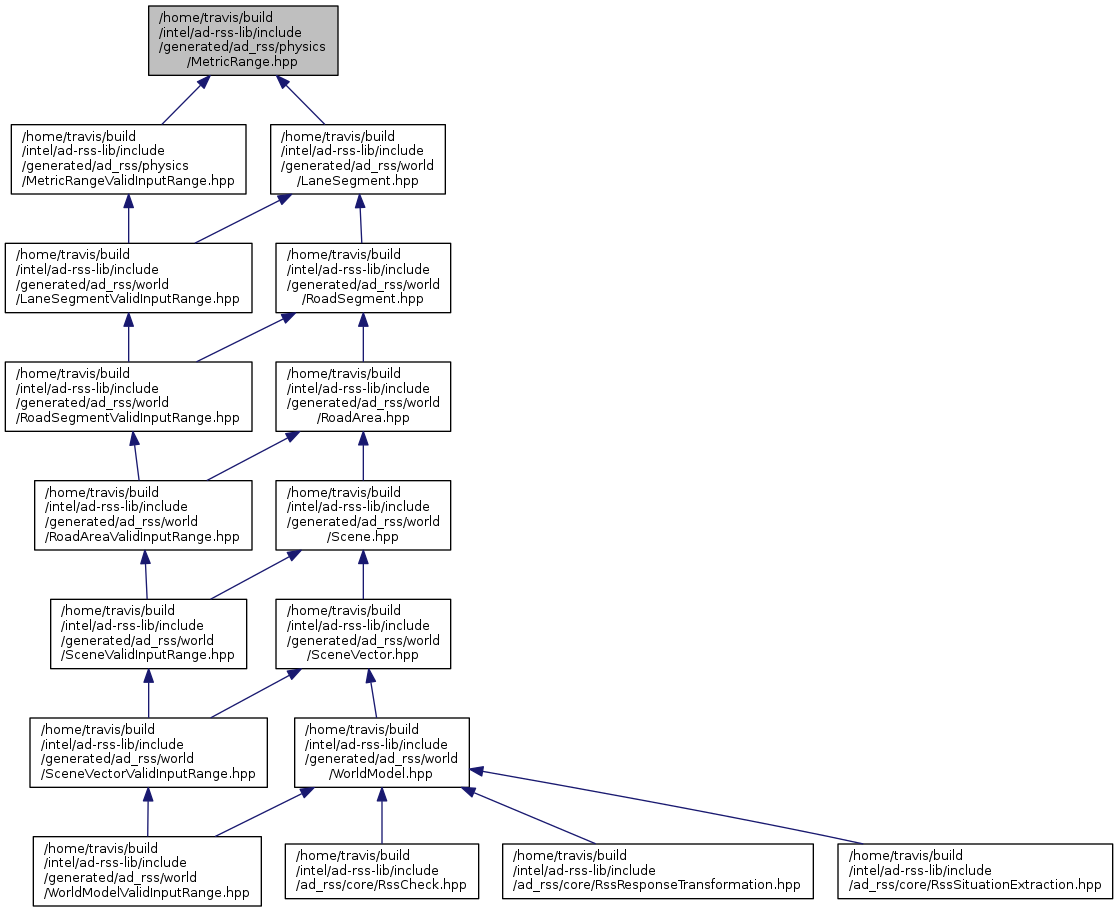 /home/travis/build
/intel/ad-rss-lib/include
/generated/ad_rss/physics
/MetricRange.hpp
/home/travis/build
/intel/ad-rss-lib/include
/generated/ad_rss/physics
/MetricRangeValidInputRange.hpp
/home/travis/build
/intel/ad-rss-lib/include
/generated/ad_rss/world
/LaneSegment.hpp
/home/travis/build
/intel/ad-rss-lib/include
/generated/ad_rss/world
/LaneSegmentValidInputRange.hpp
/home/travis/build
/intel/ad-rss-lib/include
/generated/ad_rss/world
/RoadSegment.hpp
/home/travis/build
/intel/ad-rss-lib/include
/generated/ad_rss/world
/RoadSegmentValidInputRange.hpp
/home/travis/build
/intel/ad-rss-lib/include
/generated/ad_rss/world
/RoadArea.hpp
/home/travis/build
/intel/ad-rss-lib/include
/generated/ad_rss/world
/RoadAreaValidInputRange.hpp
/home/travis/build
/intel/ad-rss-lib/include
/generated/ad_rss/world
/Scene.hpp
/home/travis/build
/intel/ad-rss-lib/include
/generated/ad_rss/world
/SceneValidInputRange.hpp
/home/travis/build
/intel/ad-rss-lib/include
/generated/ad_rss/world
/SceneVector.hpp
/home/travis/build
/intel/ad-rss-lib/include
/generated/ad_rss/world
/SceneVectorValidInputRange.hpp
/home/travis/build
/intel/ad-rss-lib/include
/generated/ad_rss/world
/WorldModel.hpp
/home/travis/build
/intel/ad-rss-lib/include
/generated/ad_rss/world
/WorldModelValidInputRange.hpp
/home/travis/build
/intel/ad-rss-lib/include
/ad_rss/core/RssCheck.hpp
/home/travis/build
/intel/ad-rss-lib/include
/ad_rss/core/RssResponseTransformation.hpp
/home/travis/build
/intel/ad-rss-lib/include
/ad_rss/core/RssSituationExtraction.hpp